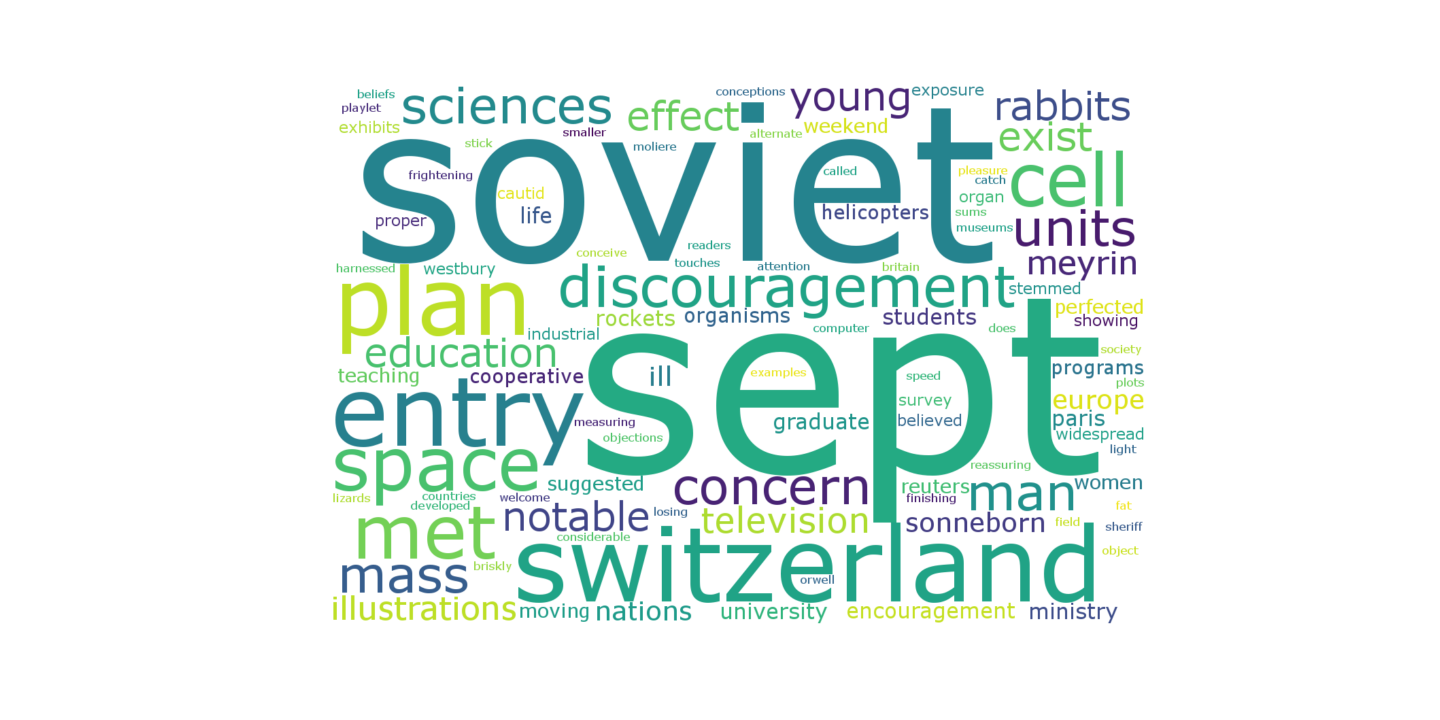 beliefs
conceptions
young
exposure
sciences
effect
rabbits
playlet
exhibits
smaller
alternate
weekend
exist
stick
moliere
soviet
frightening
called
pleasure
catch
cell
cautid
organ
proper
life
helicopters
sums
museums
units
readers
conceive
harnessed
westbury
touches
attention
britain
meyrin
plan
discouragement
stemmed
rockets
organisms
students
perfected
showing
industrial
computer
does
education
society
teaching
cooperative
ill
examples
speed
programs
plots
entry
sept
survey
europe
measuring
graduate
believed
paris
objections
widespread
light
space
reassuring
suggested
concern
reuters
man
women
lizards
countries
welcome
finishing
developed
losing
fat
met
notable
television
sonneborn
field
sheriff
considerable
object
briskly
mass
switzerland
orwell
illustrations
moving
nations
university
encouragement
ministry